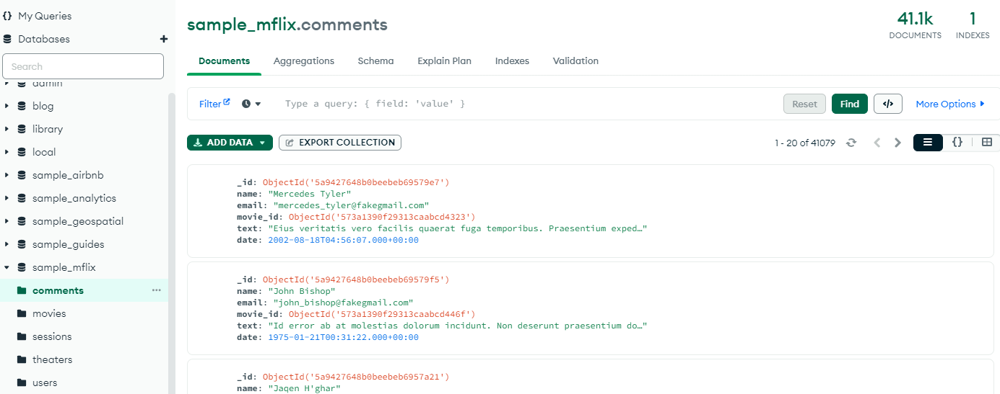 My Queries
Databases
Search
admin
blog
library
local
sample_airbnb
sample_analytics
sample_geospatial
sample_guides
sample_mflix
comments
movies
sessions
theaters
users
sample_mflix.comments
41.1k
DOCUMENTS
1
INDEXES
Documents
Aggregations
Schema
Explain Plan
Indexes
Validation
Filter
Type a query: { field: 'value' }
Reset
Find
</>
More Options
ADD DATA
EXPORT COLLECTION
1 - 20 of 41079
{}
_id: ObjectId('5a9427648b0beebeb69579e7')
name: "Mercedes Tyler"
email: "mercedes_tyler@fakegmail.com"
movie_id: ObjectId('573a1390f29313caabcd4323')
text: "Eius veritatis vero facilis quaerat fuga temporibus. Praesentium exped…"
date: 2002-08-18T04:56:07.000+00:00
_id: ObjectId('5a9427648b0beebeb69579f5')
name: "John Bishop"
email: "john_bishop@fakegmail.com"
movie_id: ObjectId('573a1390f29313caabcd446f')
text: "Id error ab at molestias dolorum incidunt. Non deserunt praesentium do…"
date: 1975-01-21T00:31:22.000+00:00
_id: ObjectId('5a9427648b0beebeb6957a21')
name: "Jaqen H'ghar"